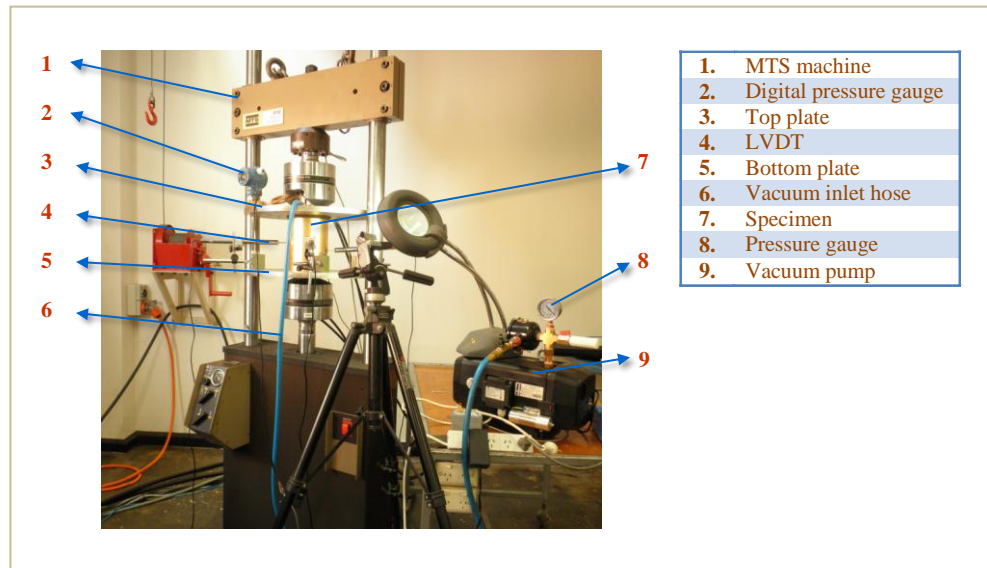 1
2
3
4
5
6
7
8
9
1. MTS machine
2. Digital pressure gauge
3. Top plate
4. LVDT
5. Bottom plate
6. Vacuum inlet hose
7. Specimen
8. Pressure gauge
9. Vacuum pump